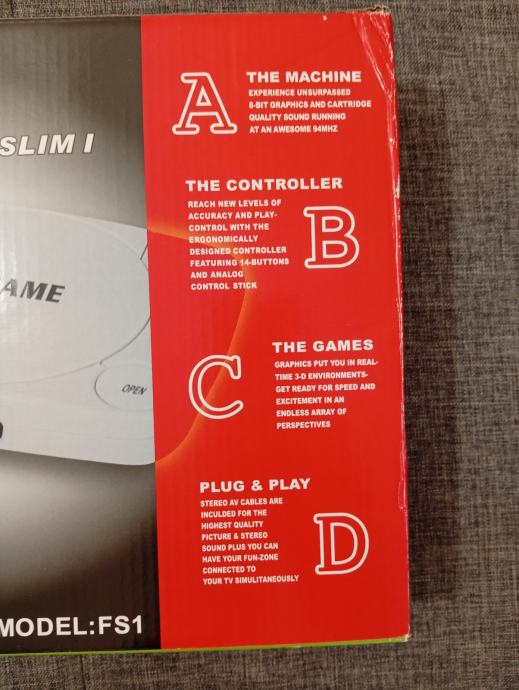 SLIM I
AME
OPEN
MODEL:FS1
A
THE MACHINE
EXPERIENCE UNSURPASSED
8-BIT GRAPHICS AND CARTRIDGE
QUALITY SOUND RUNNING
AT AN AWESOME 94MHZ
THE CONTROLLER
REACH NEW LEVELS OF
ACCURACY AND PLAY-
CONTROL WITH THE
ERGONOMICALLY
DESIGNED CONTROLLER
FEATURING 14-BUTTONS
AND ANALOG
CONTROL STICK
B
THE GAMES
GRAPHICS PUT YOU IN REAL-
TIME 3-D ENVIRONMENTS-
GET READY FOR SPEED AND
EXCITEMENT IN AN
ENDLESS ARRAY OF
PERSPECTIVES
C
PLUG & PLAY
STEREO AV CABLES ARE
INCULDED FOR THE
HIGHEST QUALITY
PICTURE & STEREO
SOUND PLUS YOU CAN
HAVE YOUR FUN-ZONE
CONNECTED TO
YOUR TV SIMULITANEOUSLY
D